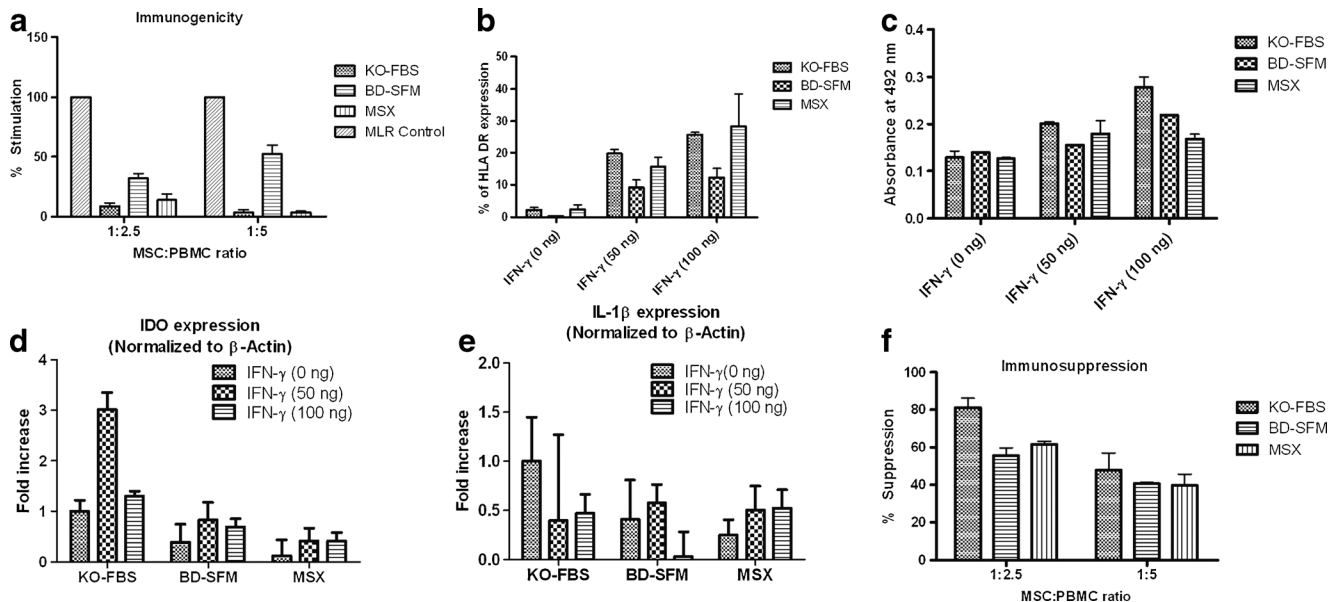 a
Immunogenicity
% Stimulation
150
100
50
0
1:2.5
1:5
MSC:PBMC ratio
KO-FBS
BD-SFM
MSX
MLR Control
b
% of HLA DR expression
50
40
30
20
10
0
IFN-γ (0 ng)
IFN-γ (50 ng)
IFN-γ (100 ng)
KO-FBS
BD-SFM
MSX
c
Absorbance at 492 nm
0.4
0.3
0.2
0.1
0.0
IFN-γ (0 ng)
IFN-γ (50 ng)
IFN-γ (100 ng)
KO-FBS
BD-SFM
MSX
d
IDO expression
(Normalized to β-Actin)
Fold increase
4
3
2
1
0
KO-FBS
BD-SFM
MSX
IFN-γ (0 ng)
IFN-γ (50 ng)
IFN-γ (100 ng)
e
IL-1β expression
(Normalized to β-Actin)
Fold increase
2.0
1.5
1.0
0.5
0.0
KO-FBS
BD-SFM
MSX
IFN-γ(0 ng)
IFN-γ (50 ng)
IFN-γ (100 ng)
f
Immunosuppression
% Suppression
100
80
60
40
20
0
1:2.5
1:5
MSC:PBMC ratio
KO-FBS
BD-SFM
MSX